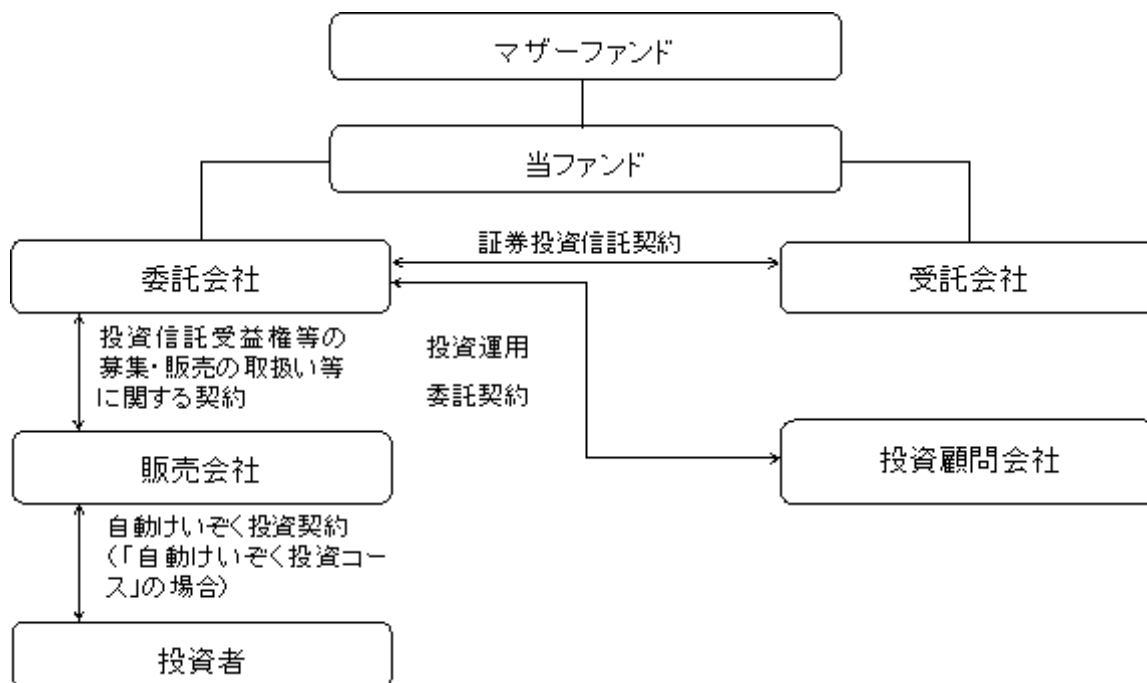 マザーファンド
当ファンド
証券投資信託契約
委託会社
受託会社
投資信託受益権等の
募集・販売の取扱い等
に関する契約
投資運用
委託契約
販売会社
投資顧問会社
自動けいぞく投資契約
(「自動けいぞく投資コー
ス」の場合)
投資者